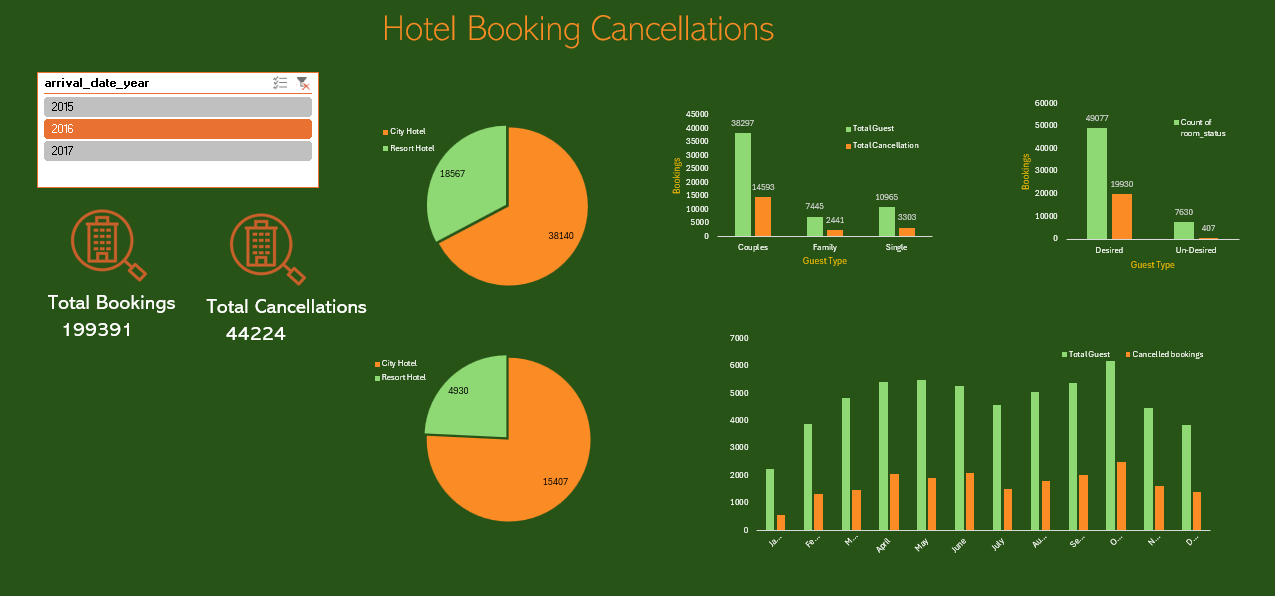 Hotel Booking Cancellations
arrival_date_year
2015
2016
2017
Total Bookings
199391
Total Cancellations
44224
City Hotel
Resort Hotel
18567
38140
City Hotel
Resort Hotel
4930
15407
45000
40000
35000
30000
25000
20000
15000
10000
5000
0
Bookings
38297
14593
7445
2441
10965
3303
Total Guest
Total Cancellation
Couples
Family
Single
Guest Type
60000
50000
40000
30000
20000
10000
0
Bookings
49077
19930
7630
407
Count of
room_status
Desired
Un-Desired
Guest Type
7000
6000
5000
4000
3000
2000
1000
0
Total Guest
Cancelled bookings
Ja...
Fe...
M...
April
May
June
July
Au...
Se...
O...
N...
D...